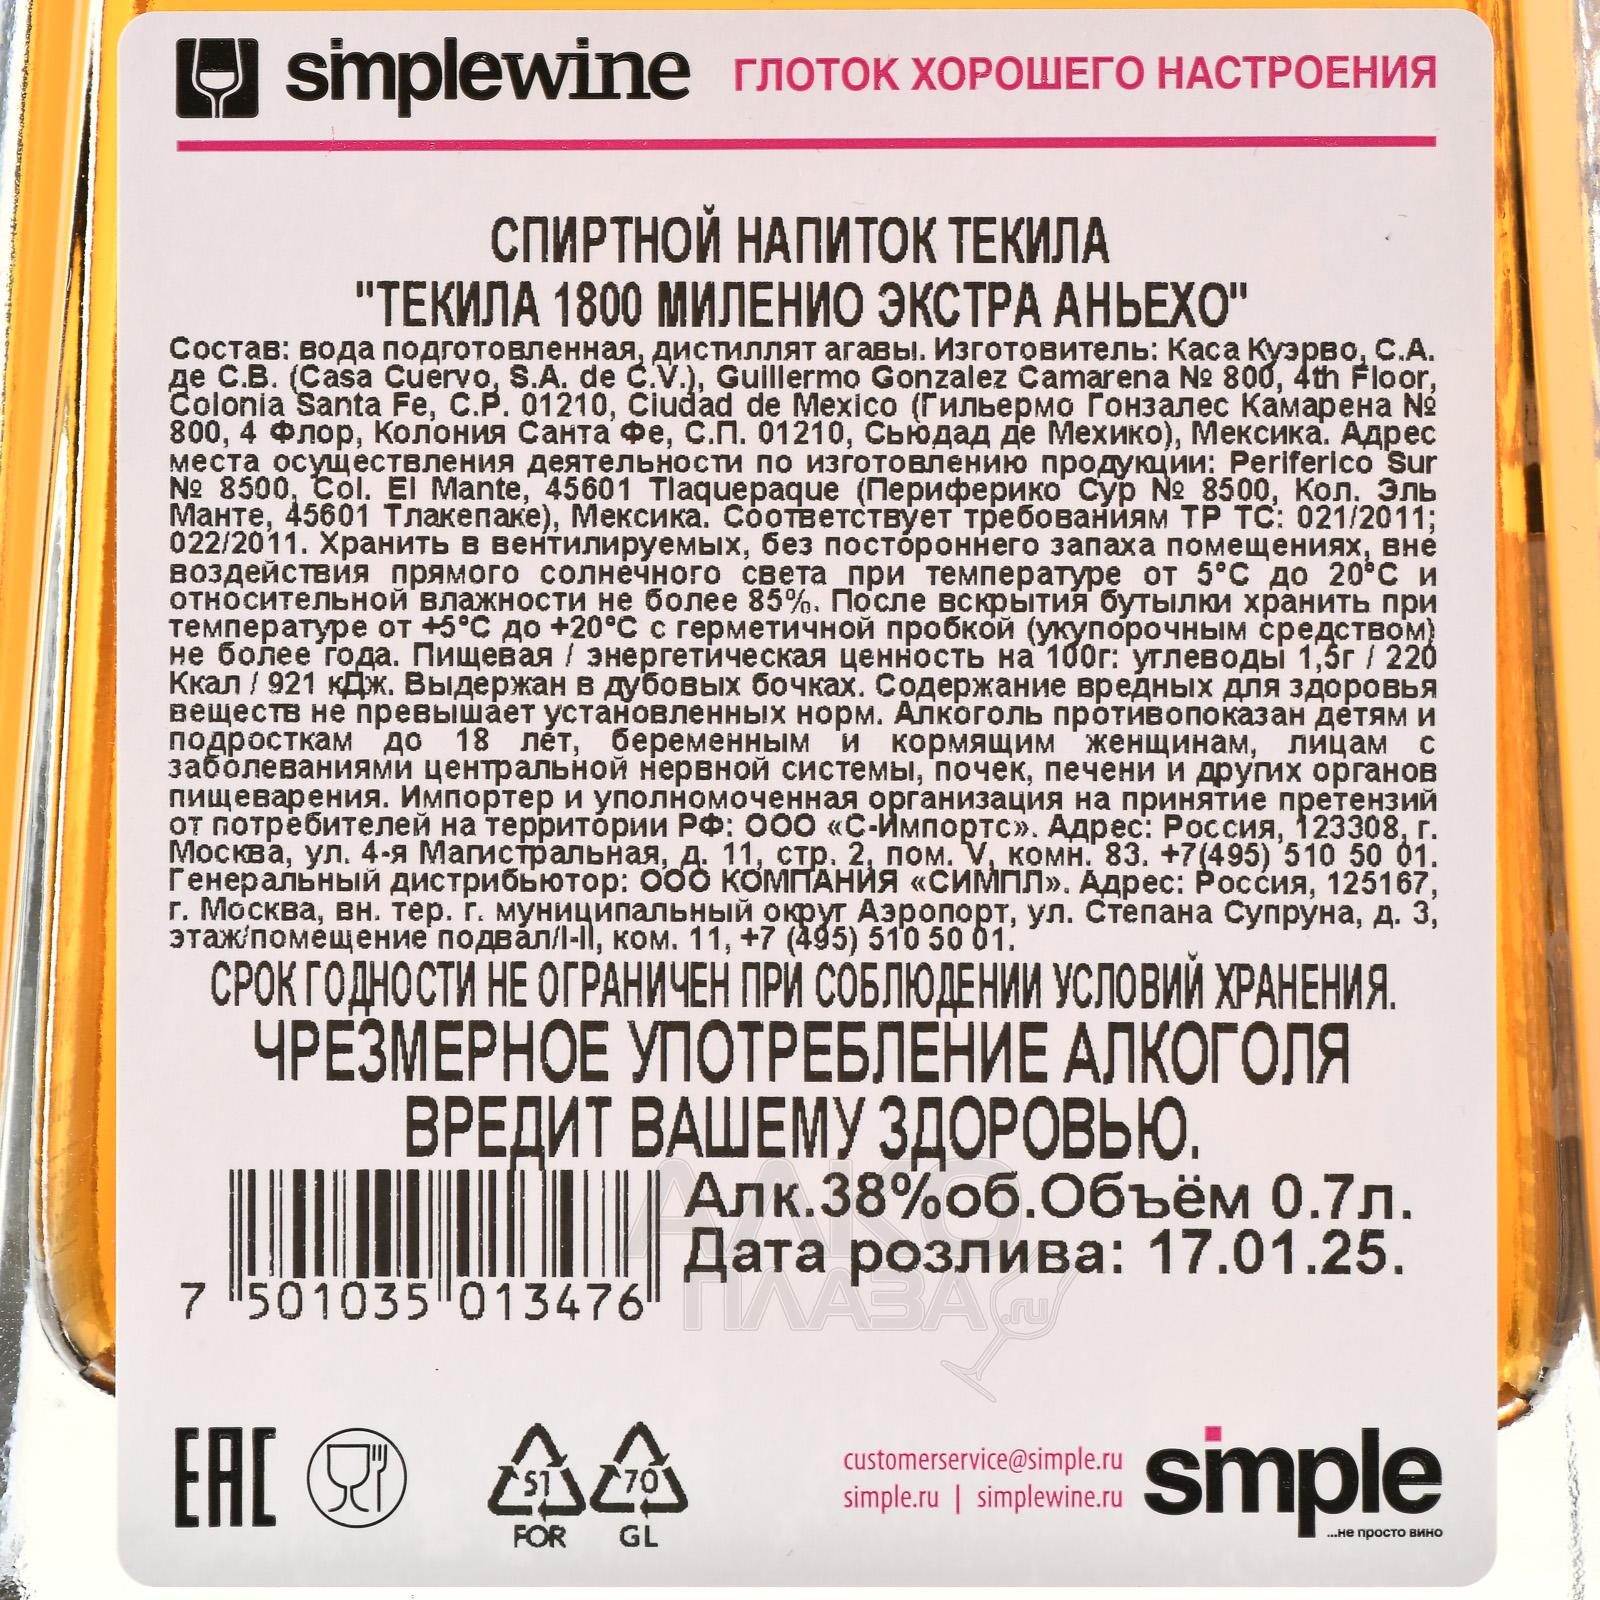 simplewine ГЛОТОК ХОРОШЕГО НАСТРОЕНИЯ
СПИРТНОЙ НАПИТОК ТЕКИЛА
"ТЕКИЛА 1800 МИЛЕНИО ЭКСТРА АНЬЕХО"
Состав: вода подготовленная, дистиллят агавы. Изготовитель: Каса Куэрво, С.А.
де С.В. (Casa Cuervo, S.A. de C.V.), Guillermo Gonzalez Camarena № 800, 4th Floor,
Colonia Santa Fe, C.P. 01210, Ciudad de Mexico (Гильермо Гонзалес Камарена №
800, 4 Флор, Колония Санта Фе, С.П. 01210, Сьюдад де Мехико), Мексика. Адрес
места осуществления деятельности по изготовлению продукции: Periferico Sur
№ 8500, Col. El Mante, 45601 Tlaquepaque (Периферико Сур № 8500, Кол. Эль
Манте, 45601 Тлакепаке), Мексика. Соответствует требованиям ТР ТС: 021/2011;
022/2011. Хранить в вентилируемых, без постороннего запаха помещениях, вне
воздействия прямого солнечного света при температуре от 5°С до 20°С и
относительной влажности не более 85%. После вскрытия бутылки хранить при
температуре от +5°С до +20°С с герметичной пробкой (укупорочным средством)
не более года. Пищевая / энергетическая ценность на 100г: углеводы 1,5г / 220
Ккал / 921 кДж. Выдержан в дубовых бочках. Содержание вредных для здоровья
веществ не превышает установленных норм. Алкоголь противопоказан детям и
подросткам до 18 лет, беременным и кормящим женщинам, лицам с
заболеваниями центральной нервной системы, почек, печени и других органов
пищеварения. Импортер и уполномоченная организация на принятие претензий
от потребителей на территории РФ: ООО «С-Импортс». Адрес: Россия, 123308, г.
Москва, ул. 4-я Магистральная, д. 11, стр. 2, пом. V, комн. 83. +7(495) 510 50 01.
Генеральный дистрибьютор: ООО КОМПАНИЯ «СИМПЛ». Адрес: Россия, 125167,
г. Москва, вн. тер. г. муниципальный округ Аэропорт, ул. Степана Супруна, д. 3,
этаж/помещение подвал/I-II, ком. 11, +7 (495) 510 50 01.
СРОК ГОДНОСТИ НЕ ОГРАНИЧЕН ПРИ СОБЛЮДЕНИИ УСЛОВИЙ ХРАНЕНИЯ.
ЧРЕЗМЕРНОЕ УПОТРЕБЛЕНИЕ АЛКОГОЛЯ
ВРЕДИТ ВАШЕМУ ЗДОРОВЬЮ.
Алк.38%об.Объём 0.7л.
Дата розлива: 17.01.25.
7 501035 013476
АЛКО
ПЛАЗА.ru
EAC
51 70
FOR GL
customerservice@simple.ru
simple.ru | simplewine.ru
simple
...не просто вино